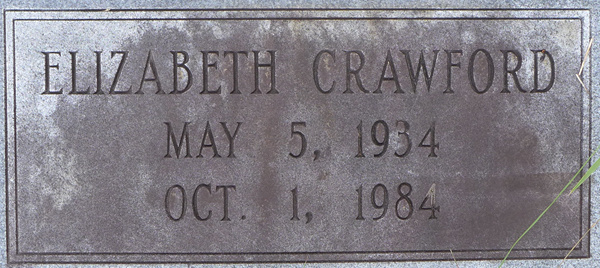 ELIZABETH CRAWFORD
MAY 5, 1934
OCT. 1, 1984